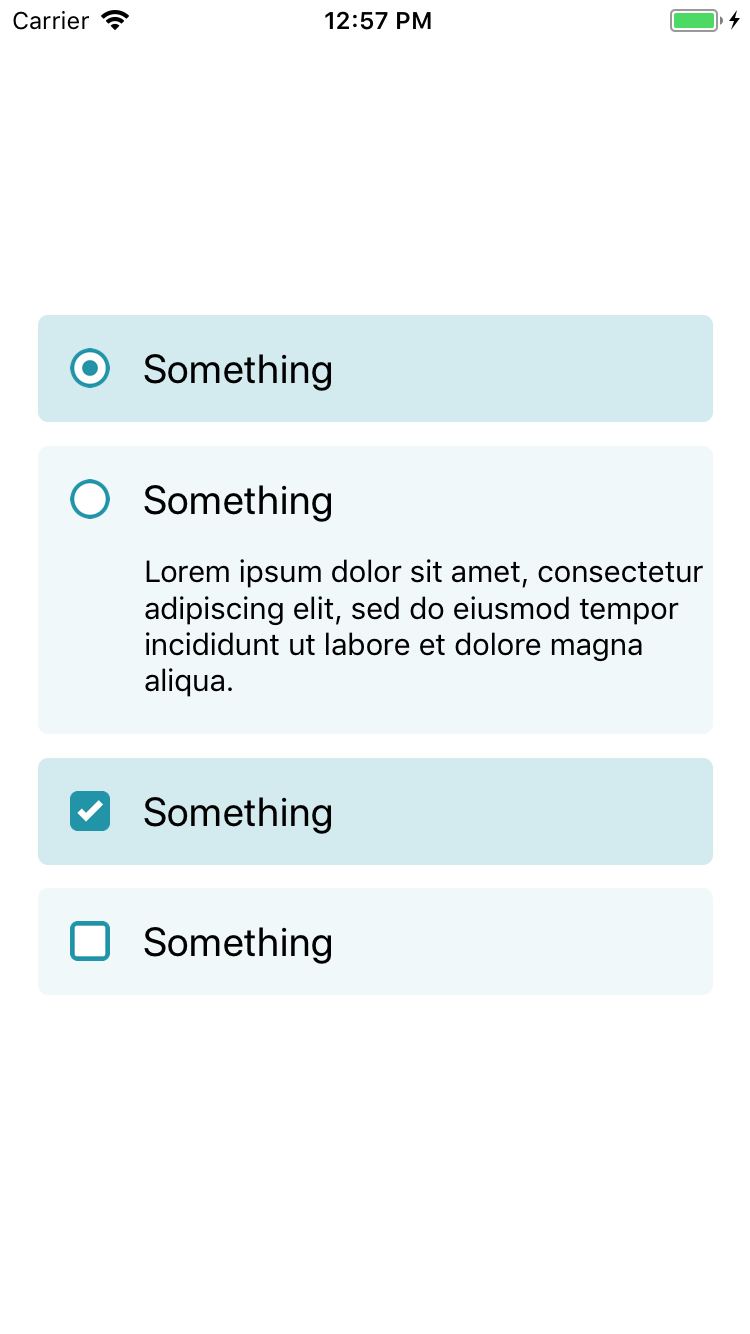 Carrier 12:57 PM
Something
Something
Lorem ipsum dolor sit amet, consectetur
adipiscing elit, sed do eiusmod tempor
incididunt ut labore et dolore magna
aliqua.
Something
Something